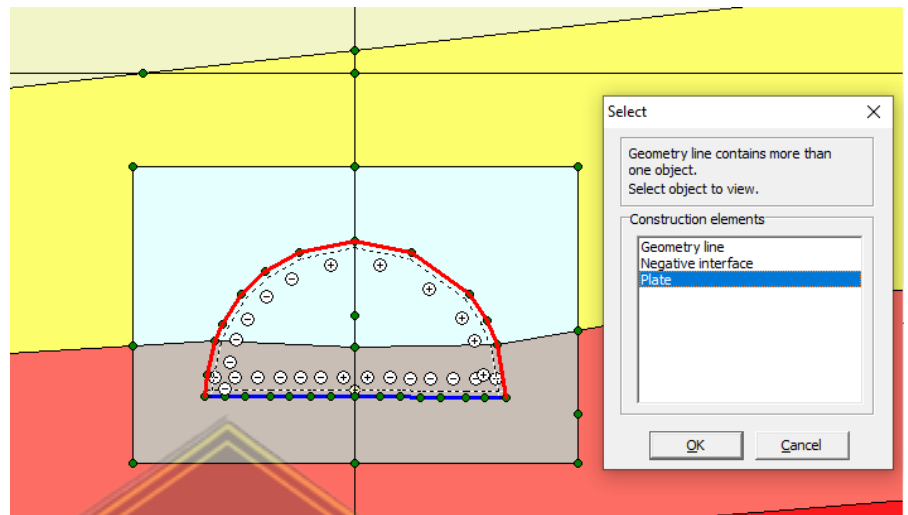 Select
Geometry line contains more than
one object.
Select object to view.
Construction elements
Geometry line
Negative interface
Plate
OK
Cancel